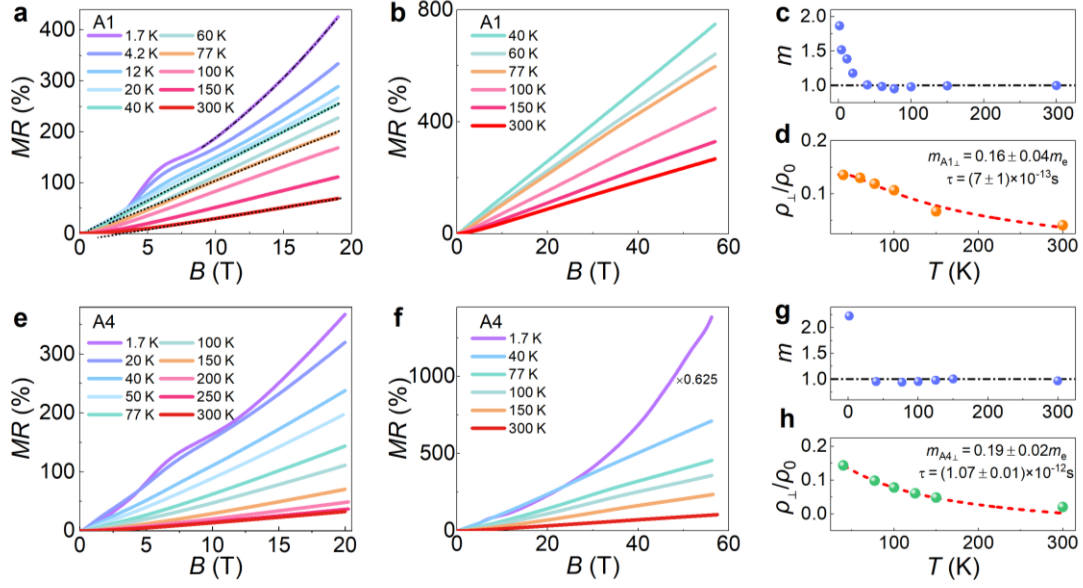 a
A1
1.7 K
4.2 K
12 K
20 K
40 K
60 K
77 K
100 K
150 K
300 K
MR (%)
400
300
200
100
0
0 5 10 15 20
B (T)
b
A1
40 K
60 K
77 K
100 K
150 K
300 K
MR (%)
800
400
0
0 20 40 60
B (T)
c
m
2.0
1.5
1.0
d
ρ⊥/ρ0
0.2
0.1
mA1⊥ = 0.16 ± 0.04me
τ = (7 ± 1)×10-13s
100 200 300
T (K)
e
A4
1.7 K
20 K
40 K
50 K
77 K
100 K
150 K
200 K
250 K
300 K
MR (%)
300
200
100
0
0 5 10 15 20
B (T)
f
A4
1.7 K
40 K
77 K
100 K
150 K
300 K
×0.625
MR (%)
1000
500
0
0 20 40 60
B (T)
g
m
2.0
1.5
1.0
0 100 200 300
h
ρ⊥/ρ0
0.2
0.1
0.0
mA4⊥ = 0.19 ± 0.02me
τ = (1.07 ± 0.01)×10-12s
100 200 300
T (K)